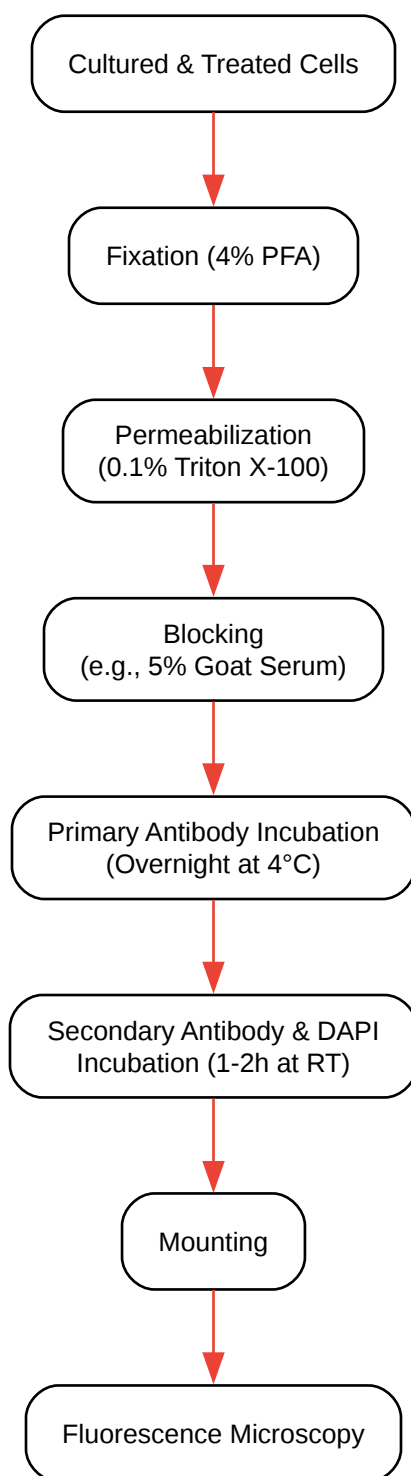 Cultured & Treated Cells
Fixation (4% PFA)
Permeabilization
(0.1% Triton X-100)
Blocking
(e.g., 5% Goat Serum)
Primary Antibody Incubation
(Overnight at 4°C)
Secondary Antibody & DAPI
Incubation (1-2h at RT)
Mounting
Fluorescence Microscopy